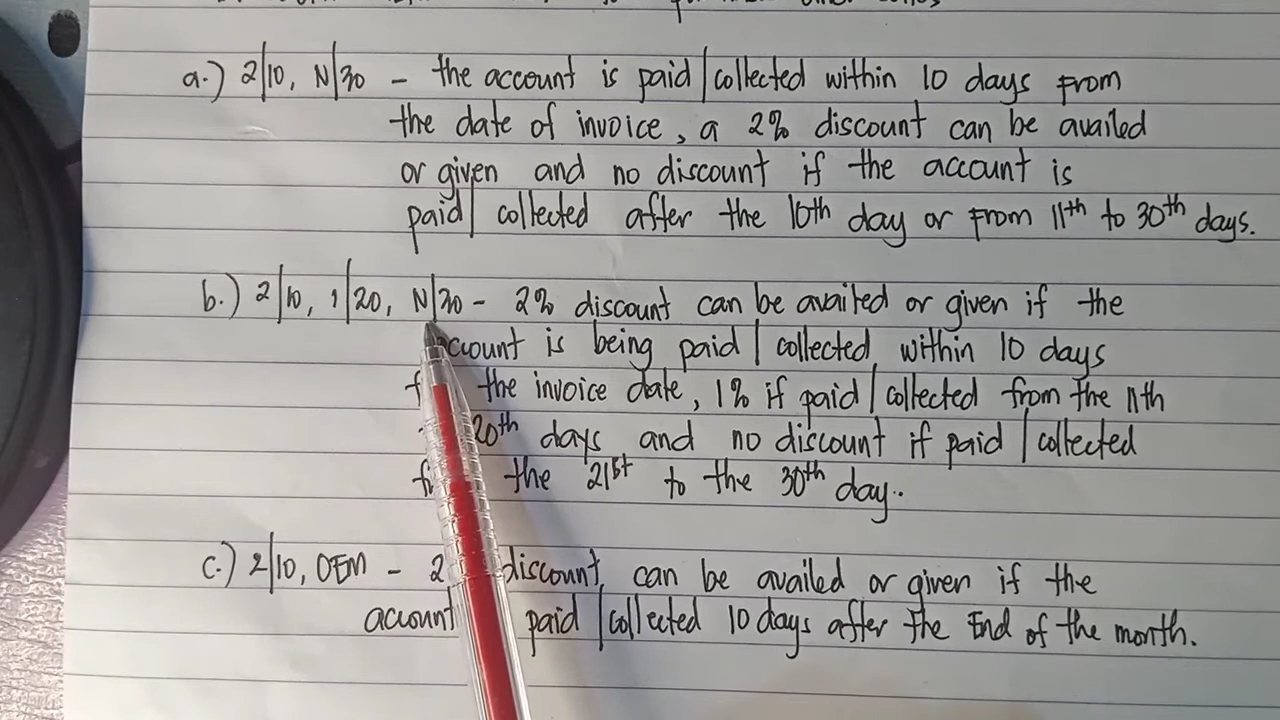 a.) 2|10, N|30 - the account is paid | collected within 10 days from
the date of invoice, a 2% discount can be availed
or given and no discount if the account is
paid | collected after the 10th day or from 11th to 30th days.
b.) 2|10, 1|20, N|30 - 2% discount can be availed or given if the
account is being paid | collected within 10 days
the invoice date, 1% if paid | collected from the 11th
20th days and no discount if paid | collected
the 21st to the 30th day..
c.) 2|10, OEM - 2 discount can be availed or given if the
account paid | collected 10 days after the End of the month.